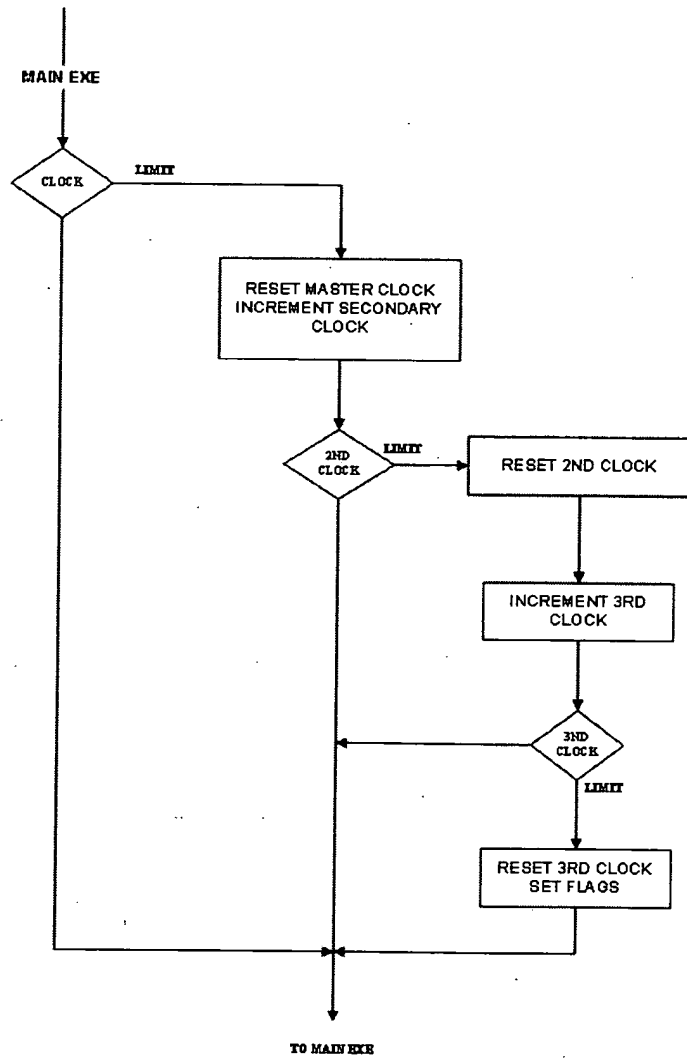 MAIN EXE
CLOCK
LIMIT
RESET MASTER CLOCK
INCREMENT SECONDARY
CLOCK
2ND
CLOCK
LIMIT
RESET 2ND CLOCK
INCREMENT 3RD
CLOCK
3ND
CLOCK
LIMIT
RESET 3RD CLOCK
SET FLAGS
TO MAIN EXE